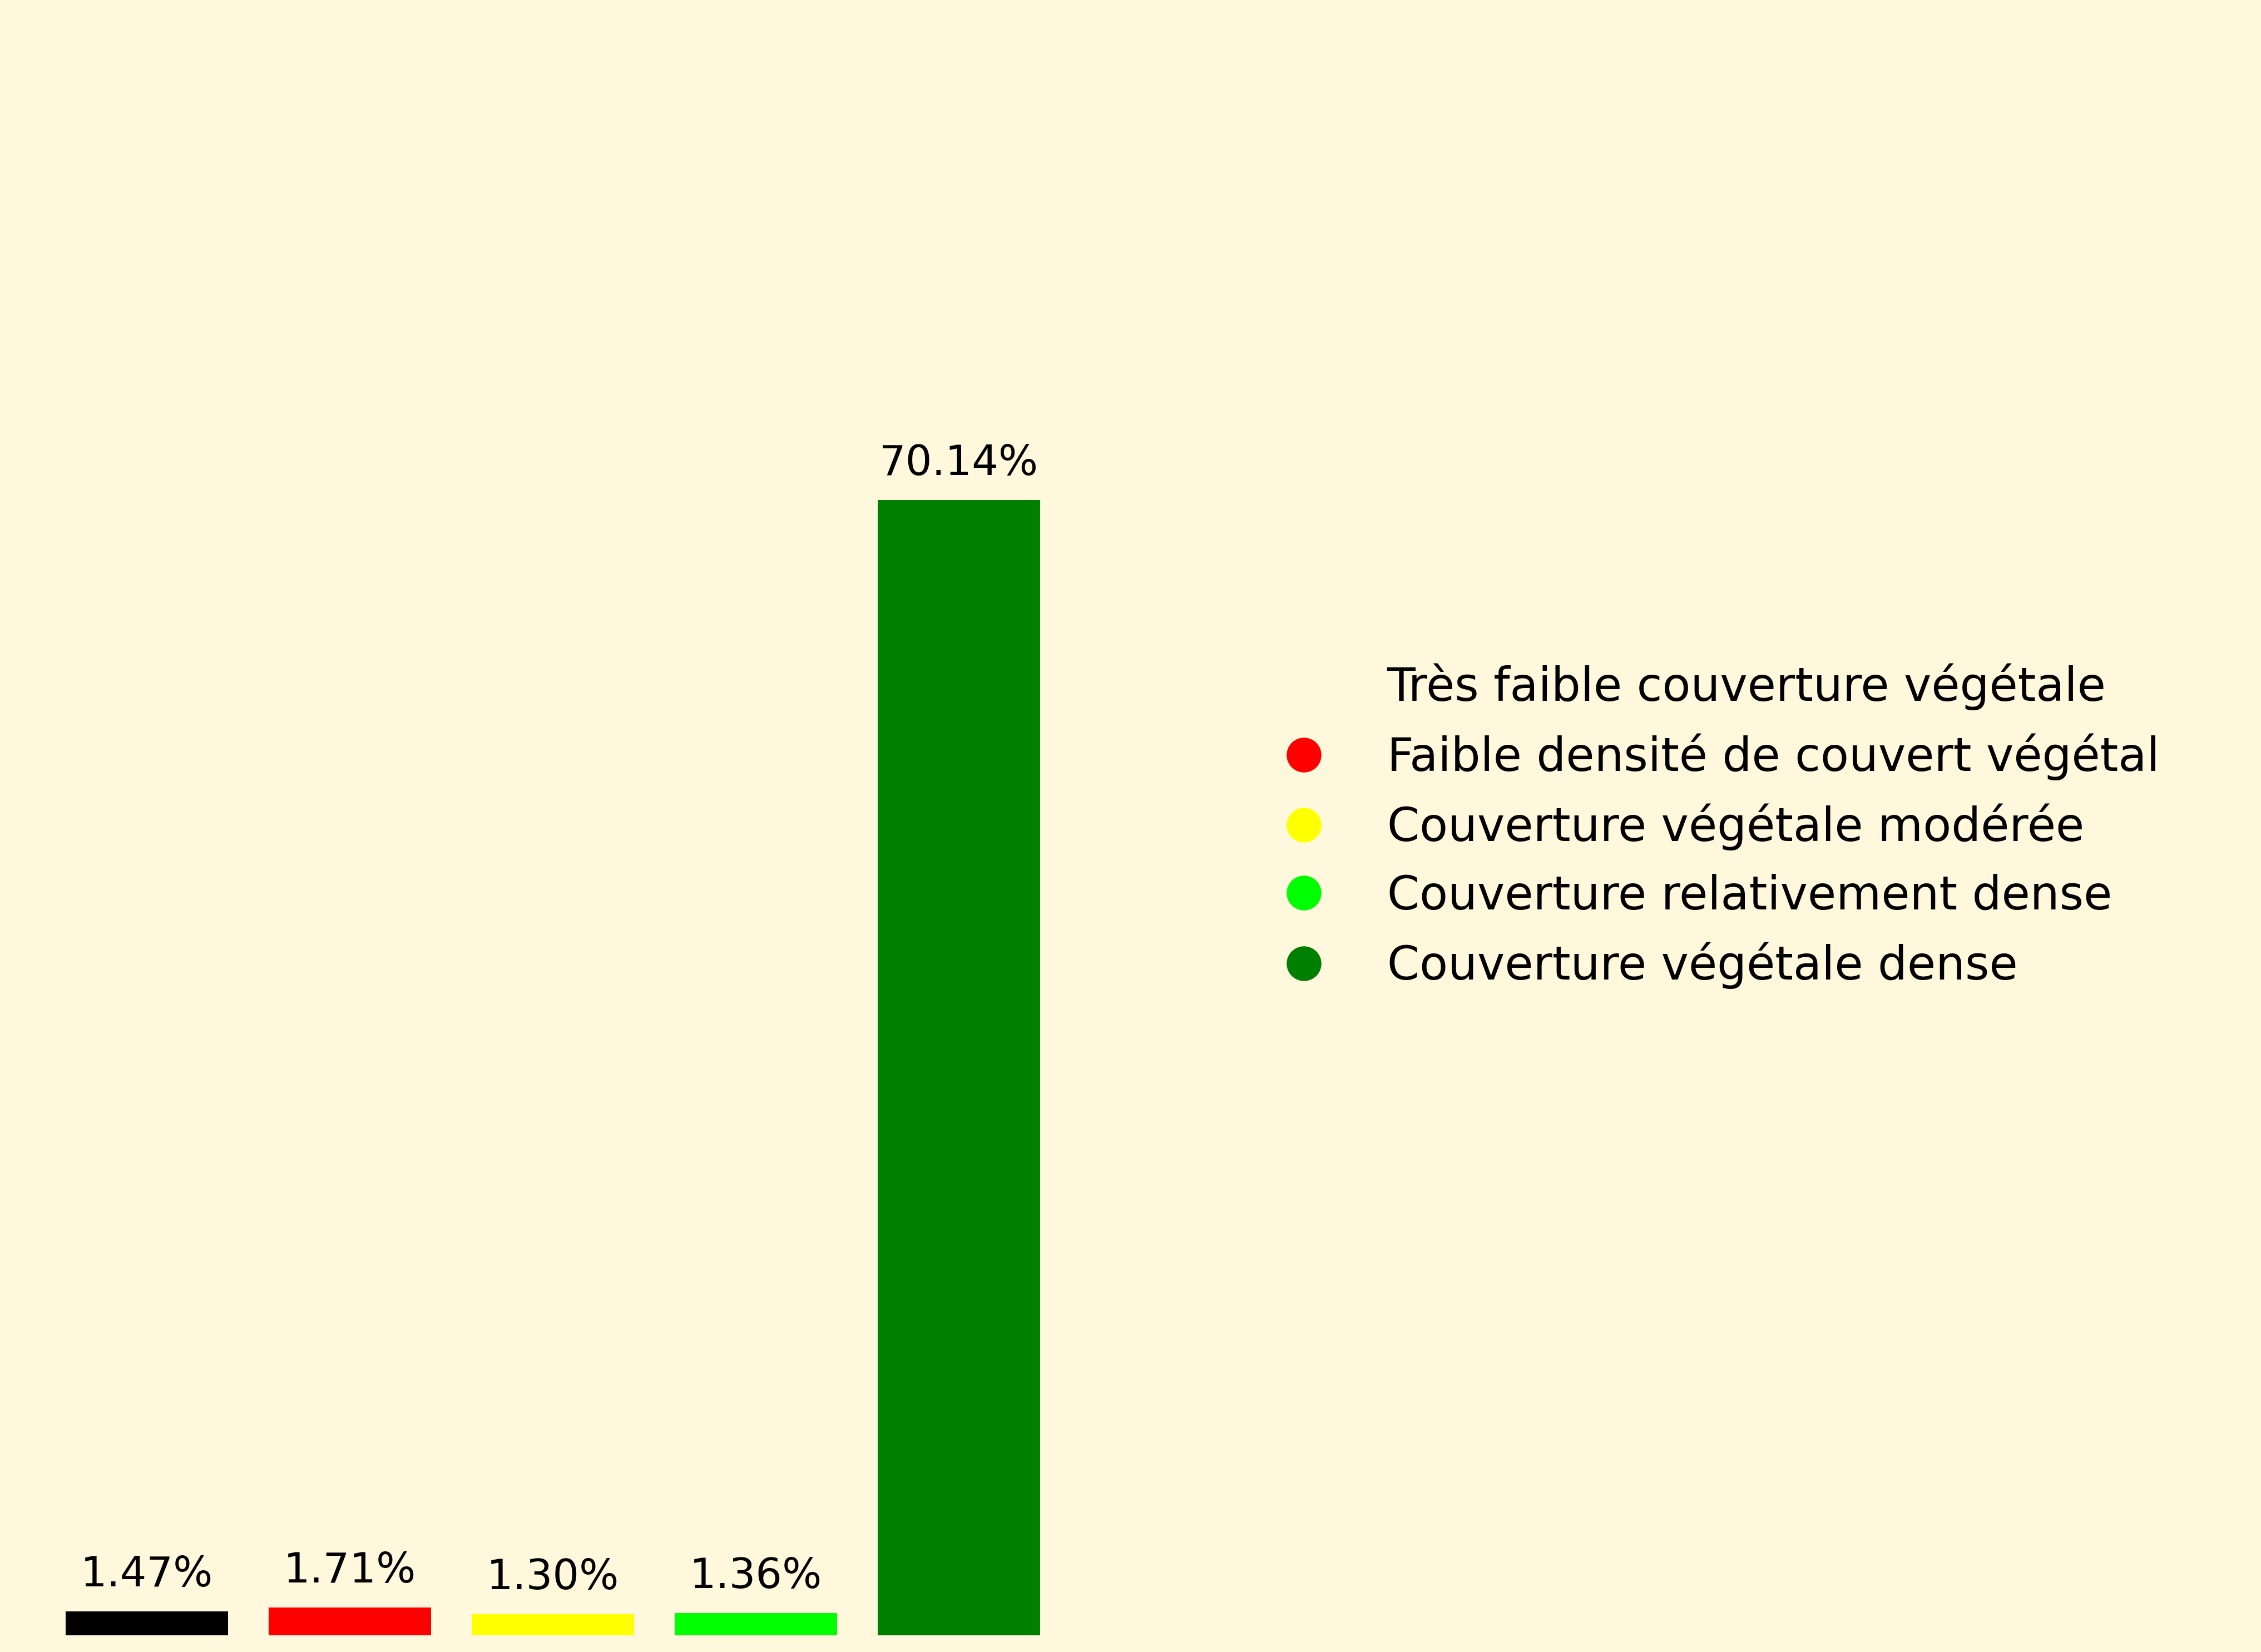 70.14%
Très faible couverture végétale
Faible densité de couvert végétal
Couverture végétale modérée
Couverture relativement dense
Couverture végétale dense
1.47%
1.71%
1.30%
1.36%